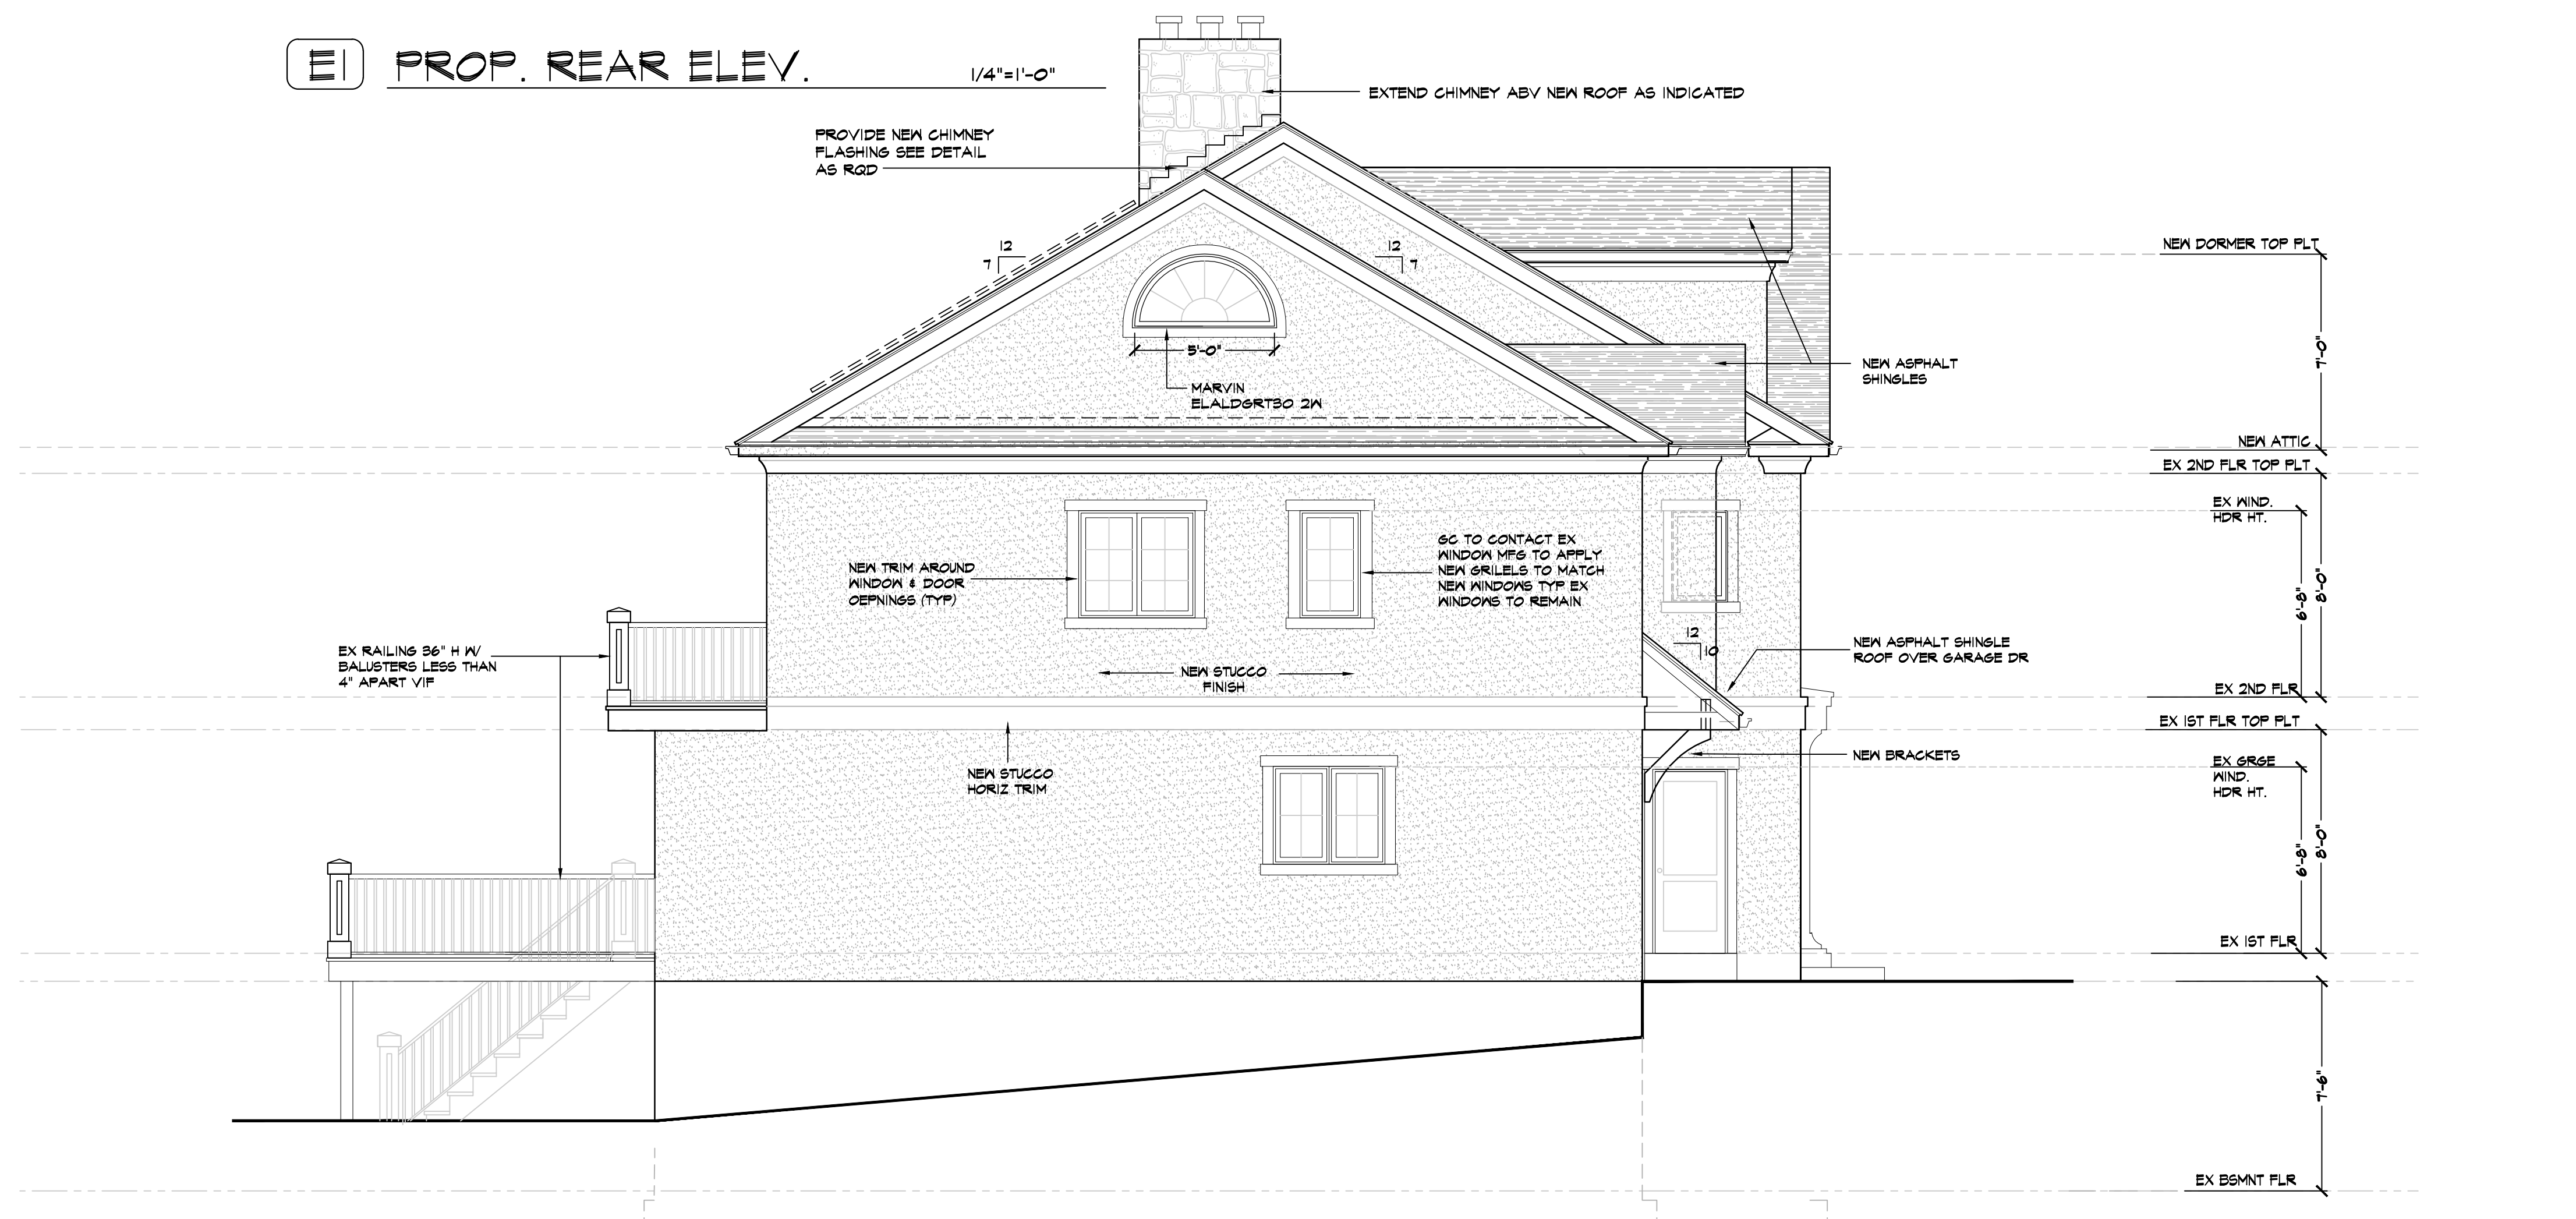 E1 PROP. REAR ELEV. 1/4"=1'-0"
EXTEND CHIMNEY ABV NEW ROOF AS INDICATED
PROVIDE NEW CHIMNEY
FLASHING SEE DETAIL
AS RQD
12
7
12
7
NEW DORMER TOP PLT
7'-0"
5'-0"
MARVIN
ELALDGRT30 2W
NEW ASPHALT
SHINGLES
NEW ATTIC
EX 2ND FLR TOP PLT
EX WIND.
HDR HT.
GC TO CONTACT EX
WINDOW MFG TO APPLY
NEW GRILELS TO MATCH
NEW WINDOWS TYP EX
WINDOWS TO REMAIN
NEW TRIM AROUND
WINDOW & DOOR
OEPNINGS (TYP)
6'-8"
8'-0"
12
10
EX RAILING 36" H W/
BALUSTERS LESS THAN
4" APART VIF
NEW ASPHALT SHINGLE
ROOF OVER GARAGE DR
NEW STUCCO
FINISH
EX 2ND FLR
EX 1ST FLR TOP PLT
NEW BRACKETS
EX GRGE
WIND.
HDR HT.
NEW STUCCO
HORIZ TRIM
6'-8"
8'-0"
EX 1ST FLR
7'-6"
EX BSMNT FLR